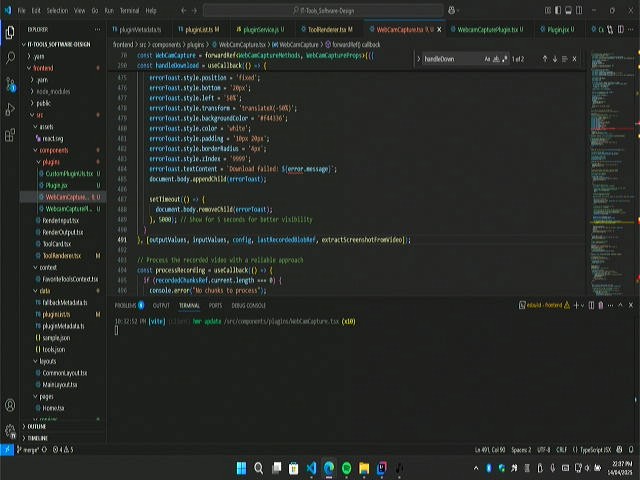 File Edit Selection View Go Run Terminal Help
IT-Tools_Software-Design
EXPLORER
pluginMetadata.ts
pluginList.ts M
pluginService.js U
ToolRenderer.tsx
WebCamCapture.tsx 9, U
WebcamCapturePlugin.tsx U
Plugin.jsx U
frontend > src > components > plugins > WebCamCapture.tsx > WebCamCapture > forwardRef() callback
handleDown
1 of 2
IT-TOOLS_SOFTWARE-DESIGN
.yarn
frontend
.yarn
node_modules
public
src
assets
react.svg
components
plugins
CustomPluginUIs.tsx U
Plugin.jsx U
WebCamCapture... 9, U
WebcamCaptureP... U
RenderInput.tsx
RenderOutput.tsx
ToolCard.tsx
ToolRenderer.tsx M
context
FavoriteToolsContext.tsx
data
fallbackMetadata.ts
pluginList.ts M
pluginMetadata.ts
sample.json
tools.json
layouts
CommonLayout.tsx
MainLayout.tsx
pages
Home.tsx
OUTLINE
TIMELINE
const WebCamCapture = forwardRef<WebCamCaptureMethods, WebCamCaptureProps>(({
250 const handleDownload = useCallback(() => {
475 errorToast.style.position = 'fixed';
476 errorToast.style.bottom = '20px';
477 errorToast.style.left = '50%';
478 errorToast.style.transform = 'translateX(-50%)';
479 errorToast.style.backgroundColor = '#f44336';
480 errorToast.style.color = 'white';
481 errorToast.style.padding = '10px 20px';
482 errorToast.style.borderRadius = '4px';
483 errorToast.style.zIndex = '9999';
484 errorToast.textContent = `Download failed: ${error.message}`;
485 document.body.appendChild(errorToast);
486
487 setTimeout(() => {
488 document.body.removeChild(errorToast);
489 }, 5000); // Show for 5 seconds for better visibility
490 }
491 }, [outputValues, inputValues, config, lastRecordedBlobRef, extractScreenshotFromVideo]);
492
493 // Process the recorded video with a reliable approach
494 const processRecording = useCallback(() => {
495 if (recordedChunksRef.current.length === 0) {
496 console.error("No chunks to process");
PROBLEMS 9 OUTPUT TERMINAL PORTS DEBUG CONSOLE
esbuild - frontend
10:32:52 PM [vite] (client) hmr update /src/components/plugins/WebCamCapture.tsx (x10)
merge* 4 5
Ln 491, Col 90 Spaces: 2 UTF-8 CRLF {} TypeScript JSX
ENG
22:37 PM
14/04/2025